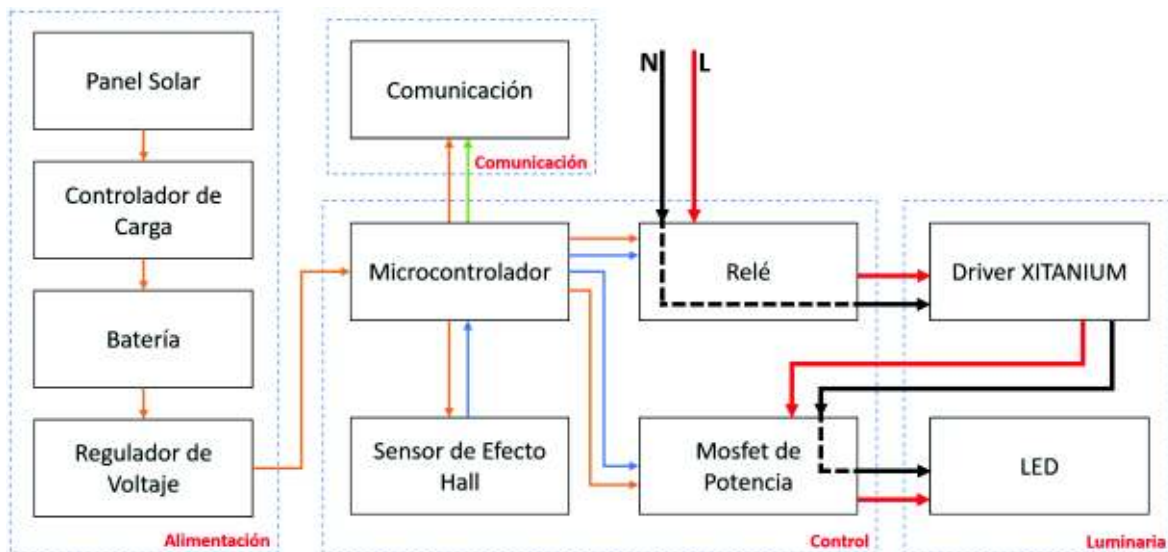 Panel Solar
Controlador de
Carga
Batería
Regulador de
Voltaje
Alimentación
Comunicación
Comunicación
N
L
Microcontrolador
Relé
Sensor de Efecto
Hall
Mosfet de
Potencia
Control
Driver XITANIUM
LED
Luminaria